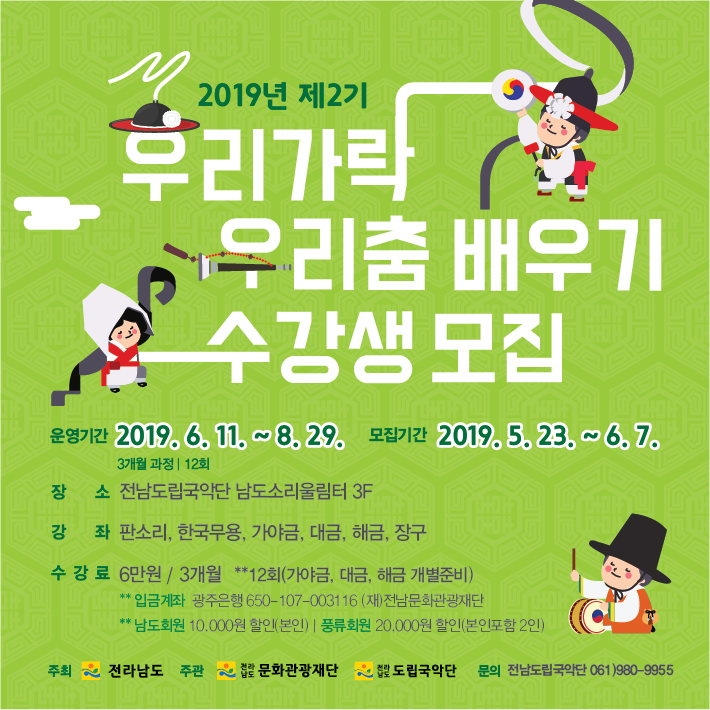 2019년 제2기
우리가락
우리춤 배우기
수강생 모집
운영기간 2019. 6. 11. ~ 8. 29. 모집기간 2019. 5. 23. ~ 6. 7.
3개월 과정 | 12회
장 소 전남도립국악단 남도소리울림터 3F
강 좌 판소리, 한국무용, 가야금, 대금, 해금, 장구
수 강 료 6만원 / 3개월 **12회(가야금, 대금, 해금 개별준비)
** 입금계좌 광주은행 650-107-003116 (재)전남문화관광재단
** 남도회원 10.000원 할인(본인) | 풍류회원 20.000원 할인(본인포함 2인)
주최 전라남도 주관 전라남도 문화관광재단 전라남도 도립국악단 문의 전남도립국악단 061)980-9955